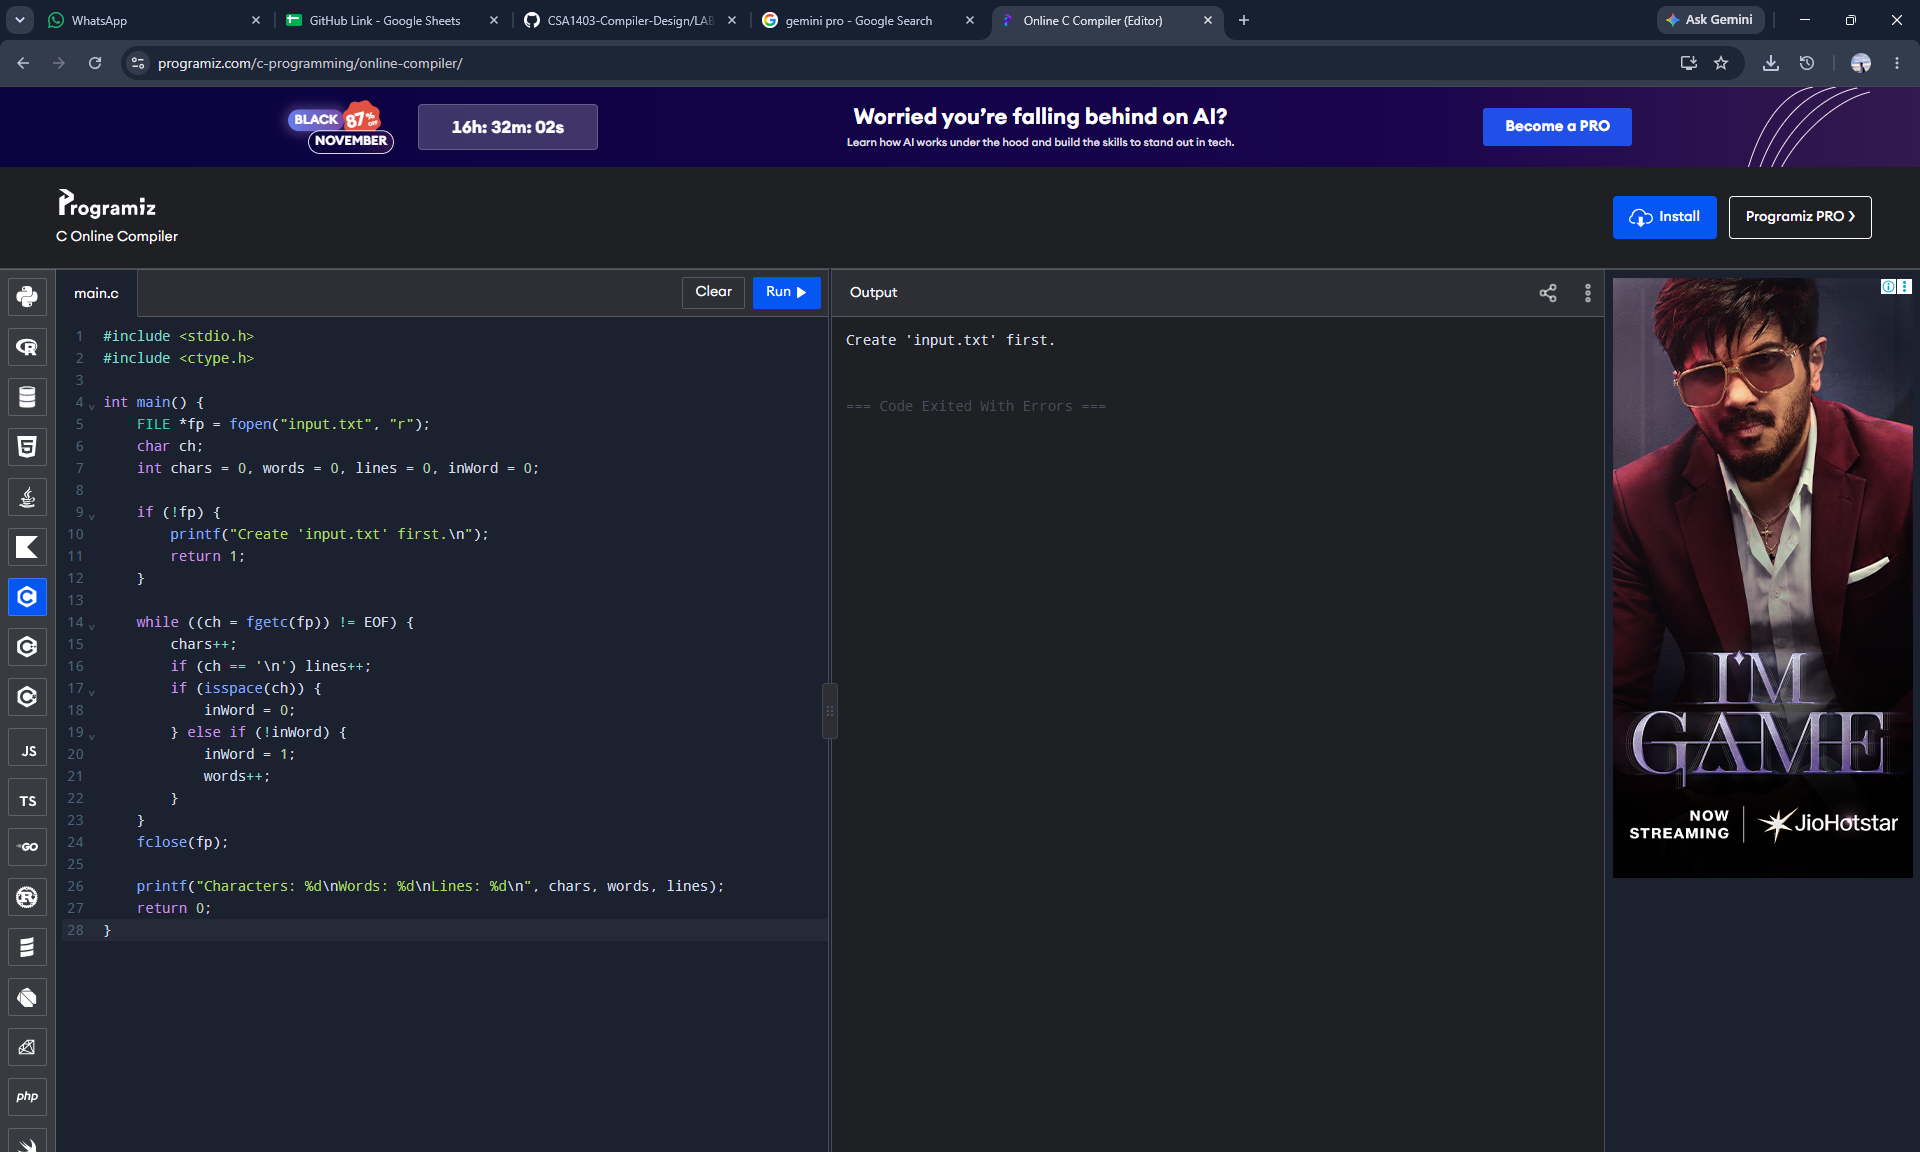 WhatsApp
GitHub Link - Google Sheets
CSA1403-Compiler-Design/LAB
gemini pro - Google Search
Online C Compiler (Editor)
Ask Gemini
programiz.com/c-programming/online-compiler/
BLACK 87% OFF
NOVEMBER
16h: 32m: 02s
Worried you're falling behind on AI?
Learn how AI works under the hood and build the skills to stand out in tech.
Become a PRO
Programiz
C Online Compiler
Install
Programiz PRO ❯
main.c
Clear
Run
Output
1 #include <stdio.h>
2 #include <ctype.h>
3
4 int main() {
5     FILE *fp = fopen("input.txt", "r");
6     char ch;
7     int chars = 0, words = 0, lines = 0, inWord = 0;
8
9     if (!fp) {
10         printf("Create 'input.txt' first.\n");
11         return 1;
12     }
13
14     while ((ch = fgetc(fp)) != EOF) {
15         chars++;
16         if (ch == '\n') lines++;
17         if (isspace(ch)) {
18             inWord = 0;
19         } else if (!inWord) {
20             inWord = 1;
21             words++;
22         }
23     }
24     fclose(fp);
25
26     printf("Characters: %d\nWords: %d\nLines: %d\n", chars, words, lines);
27     return 0;
28 }
Create 'input.txt' first.
=== Code Exited With Errors ===
JS
TS
GO
php
I'M
GAME
NOW
STREAMING
JioHotstar